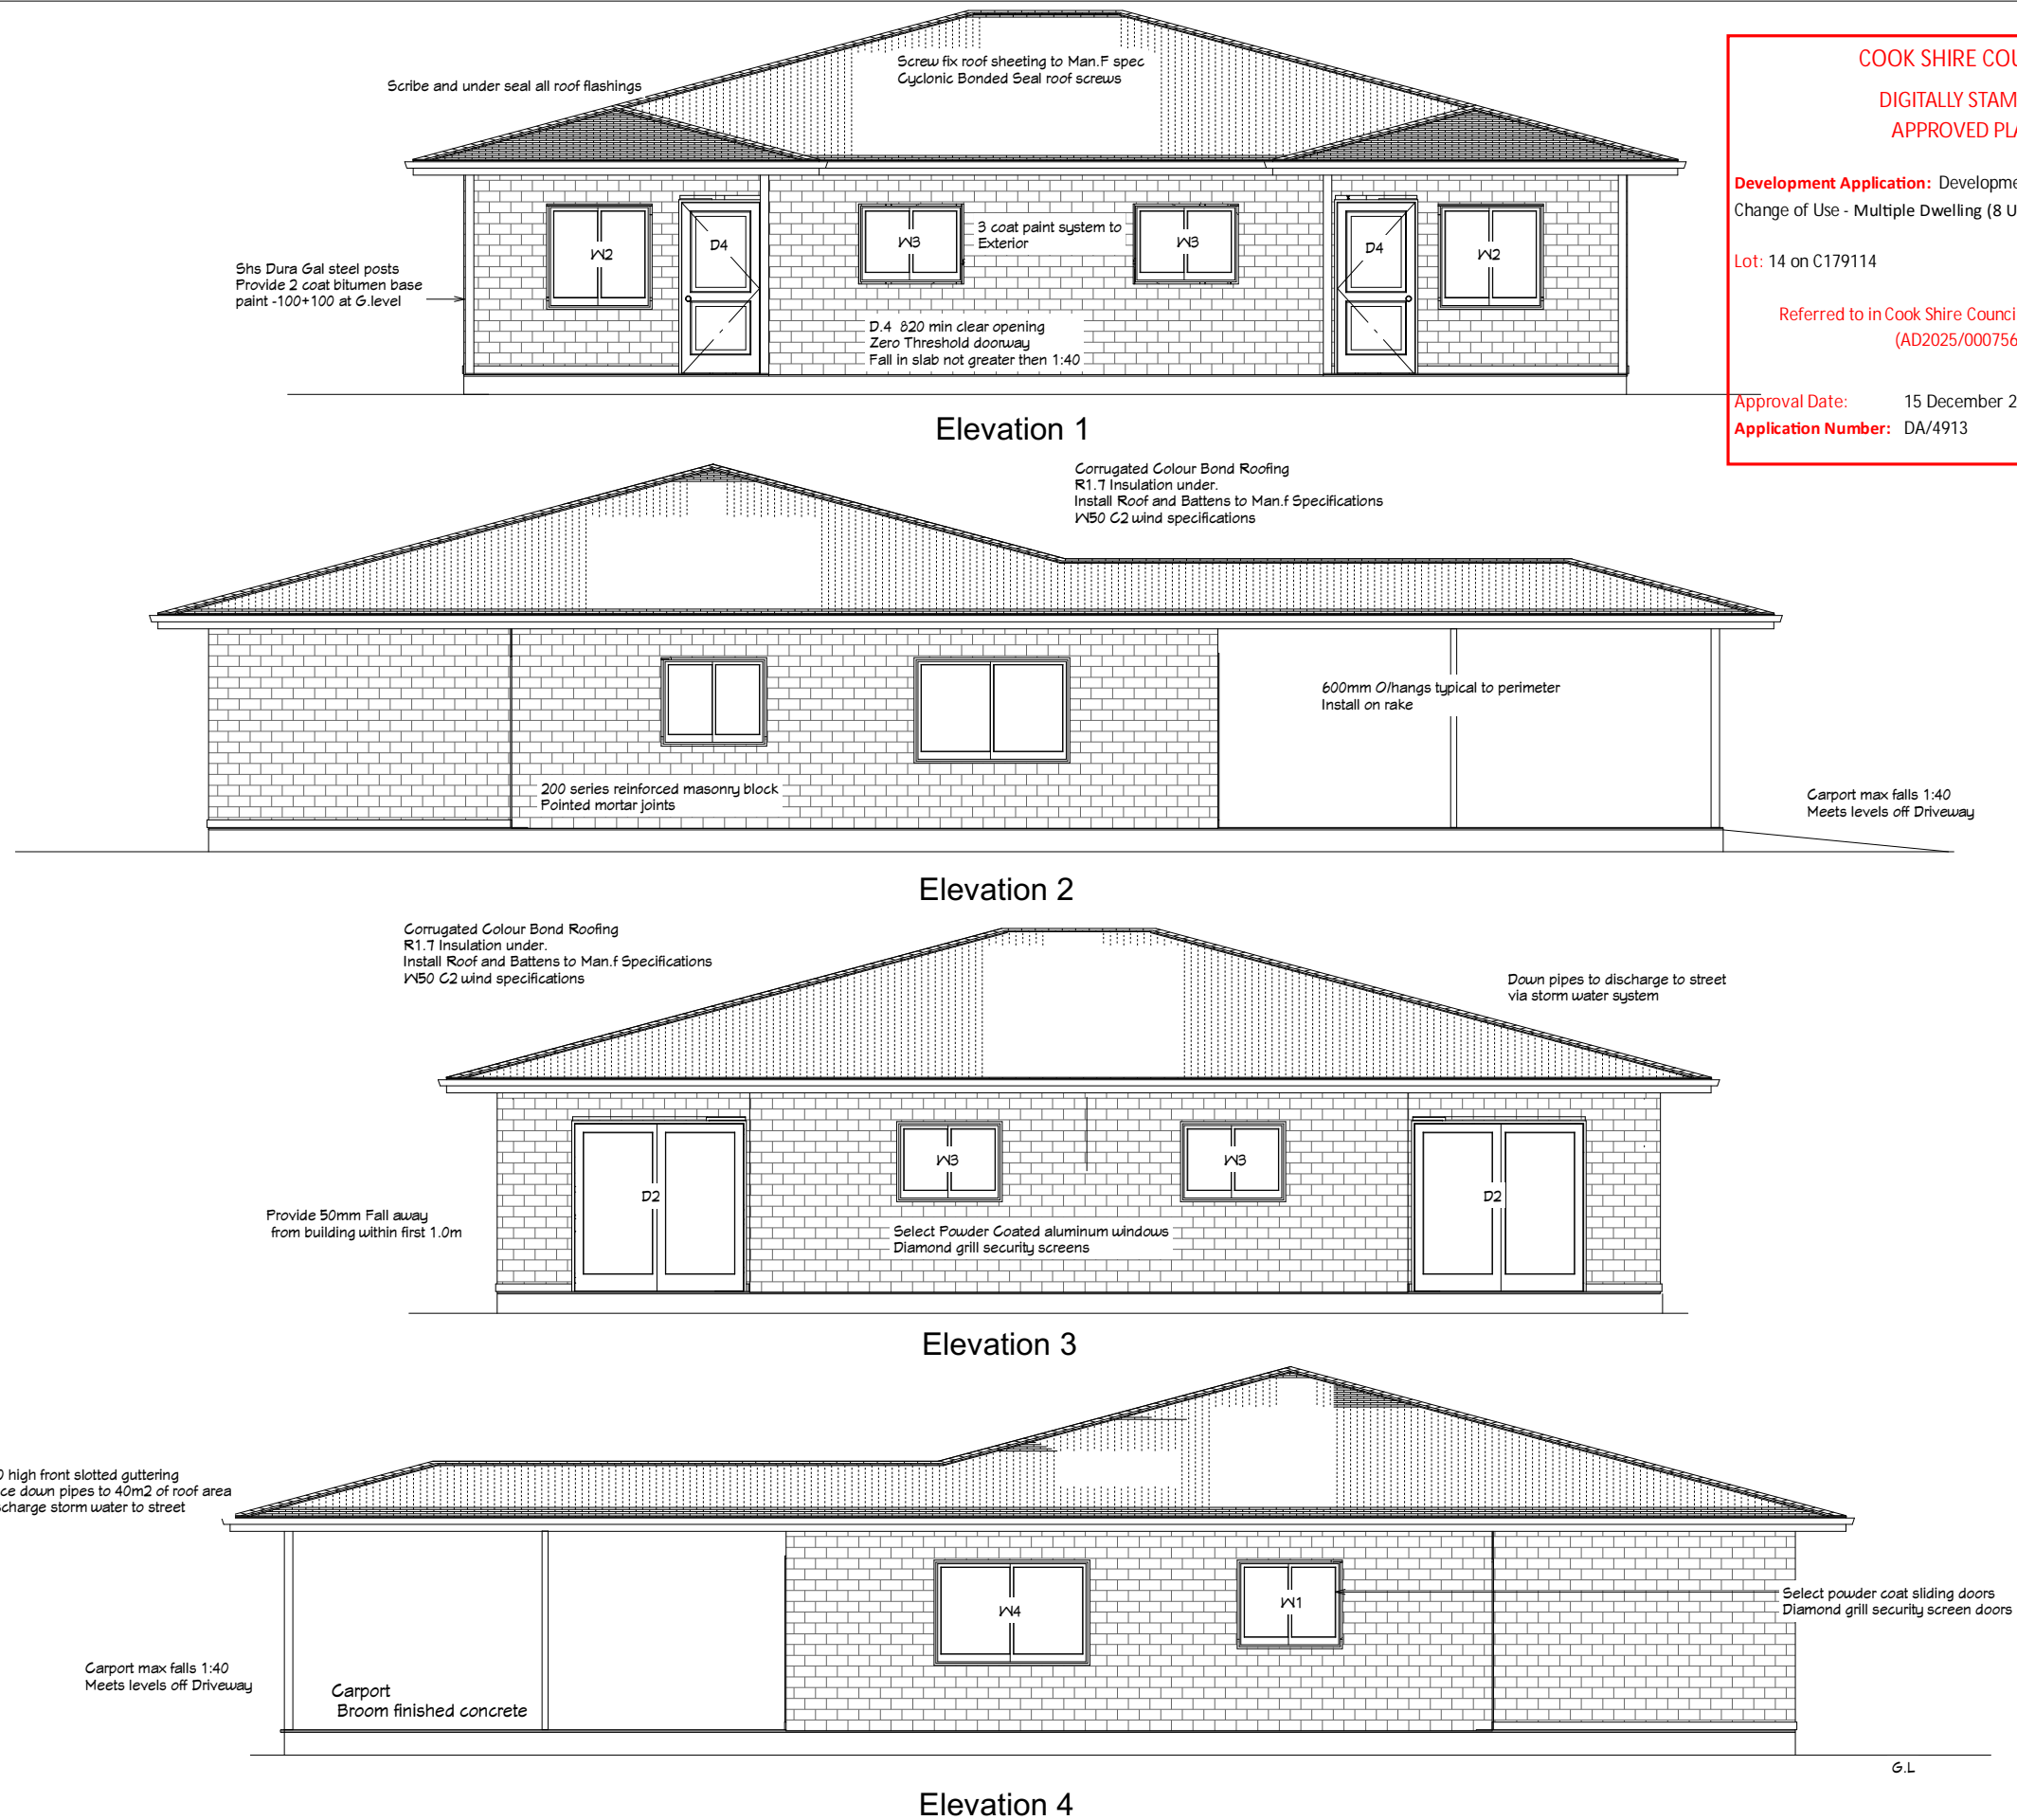 Scribe and under seal all roof flashings
Screw fix roof sheeting to Man.F spec
Cyclonic Bonded Seal roof screws
Shs Dura Gal steel posts
Provide 2 coat bitumen base
paint -100+100 at G.level
W2
D4
W3
3 coat paint system to
Exterior
W3
D4
W2
D.4 820 min clear opening
Zero Threshold doorway
Fall in slab not greater then 1:40
Elevation 1
COOK SHIRE COU
DIGITALLY STAM
APPROVED PLA
Development Application: Developme
Change of Use - Multiple Dwelling (8 U
Lot: 14 on C179114
Referred to in Cook Shire Counci
(AD2025/000756
Approval Date: 15 December 2
Application Number: DA/4913
Corrugated Colour Bond Roofing
R1.7 Insulation under.
Install Roof and Battens to Man.f Specifications
W50 C2 wind specifications
600mm O/hangs typical to perimeter
Install on rake
200 series reinforced masonry block
Pointed mortar joints
Carport max falls 1:40
Meets levels off Driveway
Elevation 2
Corrugated Colour Bond Roofing
R1.7 Insulation under.
Install Roof and Battens to Man.f Specifications
W50 C2 wind specifications
Down pipes to discharge to street
via storm water system
D2
W3
W3
D2
Provide 50mm Fall away
from building within first 1.0m
Select Powder Coated aluminum windows
Diamond grill security screens
Elevation 3
0 high front slotted guttering
ce down pipes to 40m2 of roof area
scharge storm water to street
W4
W1
Select powder coat sliding doors
Diamond grill security screen doors
Carport max falls 1:40
Meets levels off Driveway
Carport
Broom finished concrete
G.L
Elevation 4